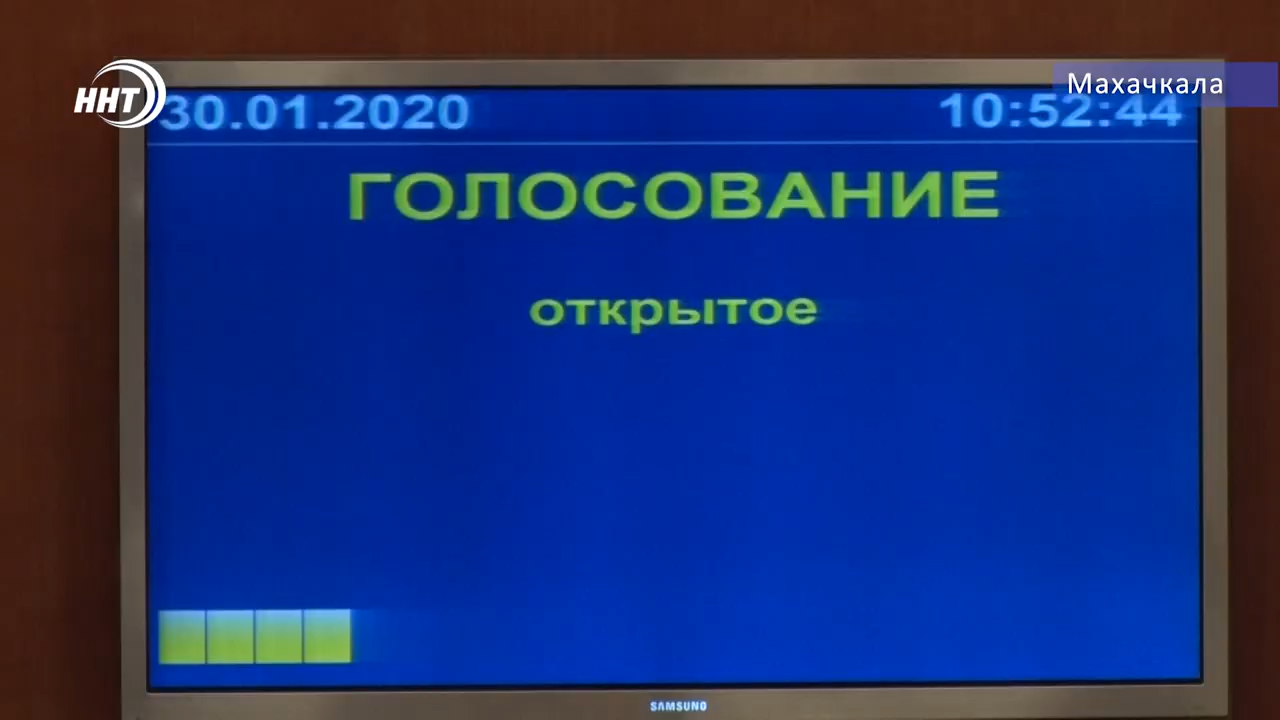 ННТ
Махачкала
30.01.2020 10:52:44
ГОЛОСОВАНИЕ
открытое
SAMSUNG